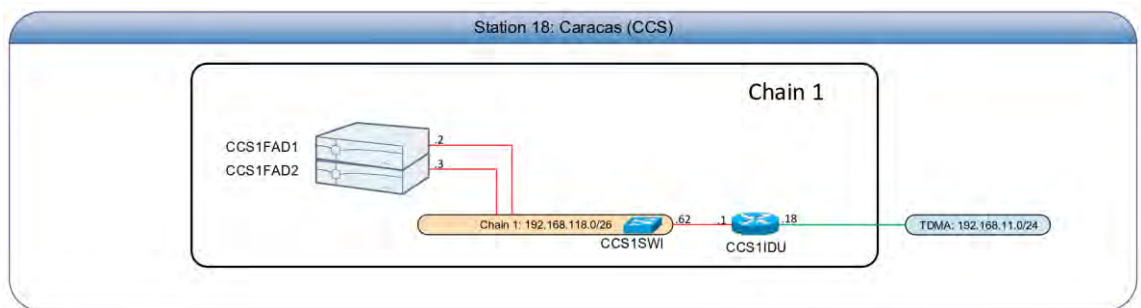 Station 18: Caracas (CCS)
Chain 1
CCS1FAD1
.2
CCS1FAD2
.3
Chain 1: 192.168.118.0/26
.62
.1
.18
TDMA: 192.168.11.0/24
CCS1SWI
CCS1IDU